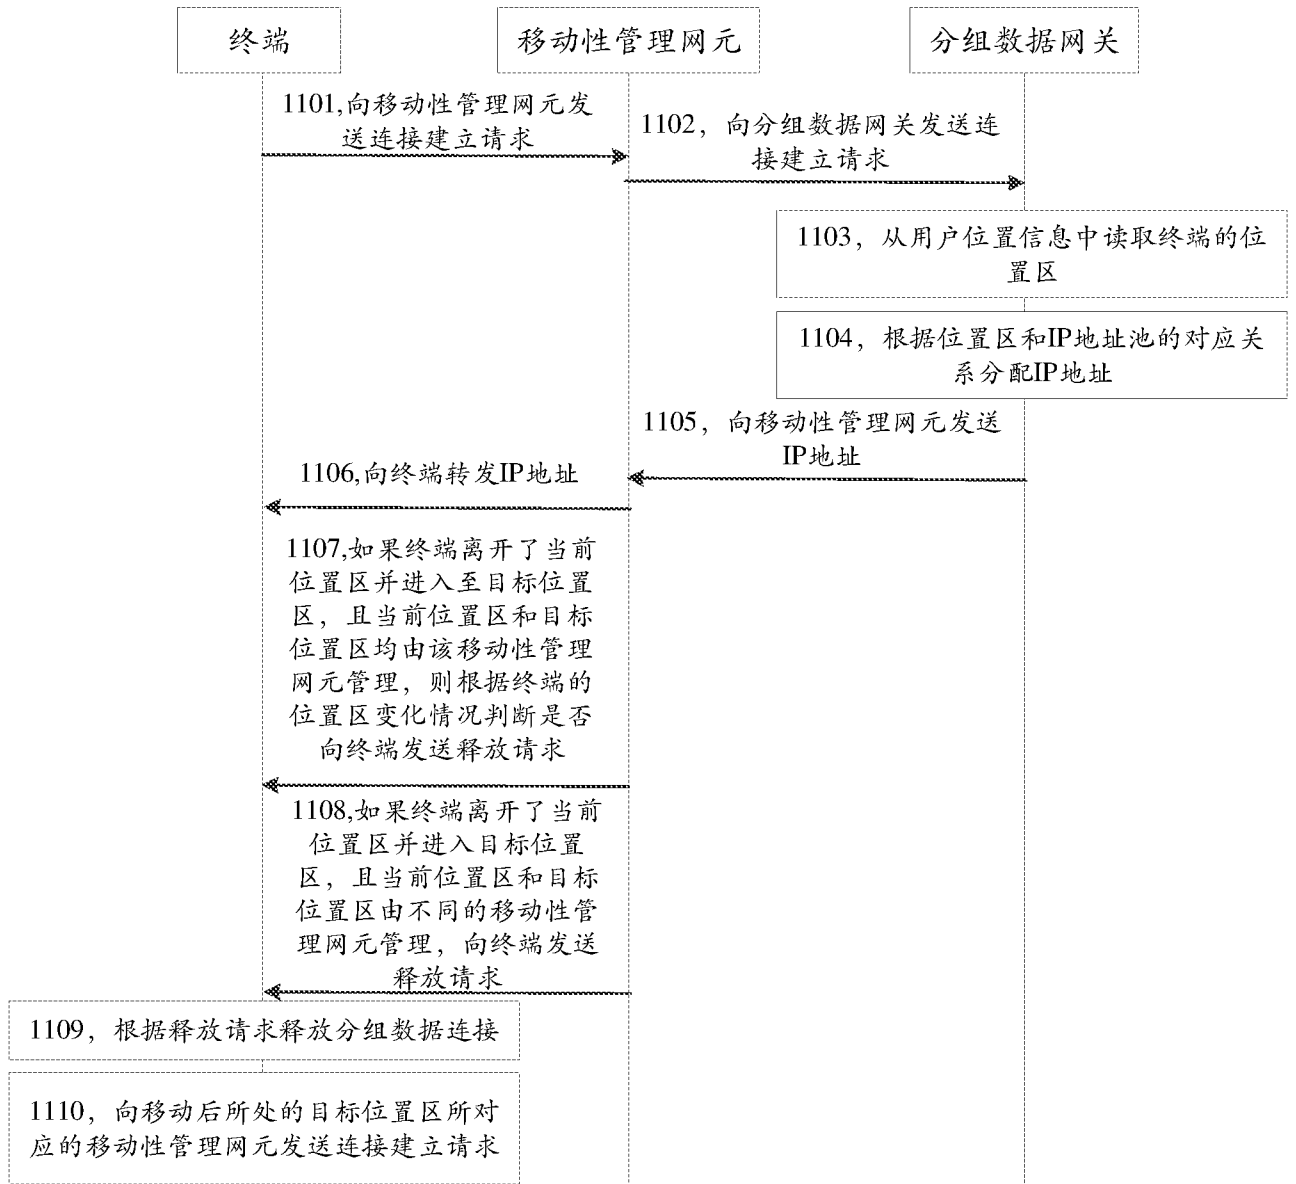 终端
移动性管理网元
分组数据网关
1101,向移动性管理网元发
送连接建立请求
1102，向分组数据网关发送连
接建立请求
1103，从用户位置信息中读取终端的位
置区
1104，根据位置区和IP地址池的对应关
系分配IP地址
1105，向移动性管理网元发送
IP地址
1106,向终端转发IP地址
1107,如果终端离开了当前
位置区并进入至目标位置
区，且当前位置区和目标
位置区均由该移动性管理
网元管理，则根据终端的
位置区变化情况判断是否
向终端发送释放请求
1108,如果终端离开了当前
位置区并进入目标位置
区，且当前位置区和目标
位置区由不同的移动性管
理网元管理，向终端发送
释放请求
1109，根据释放请求释放分组数据连接
1110，向移动后所处的目标位置区所对
应的移动性管理网元发送连接建立请求